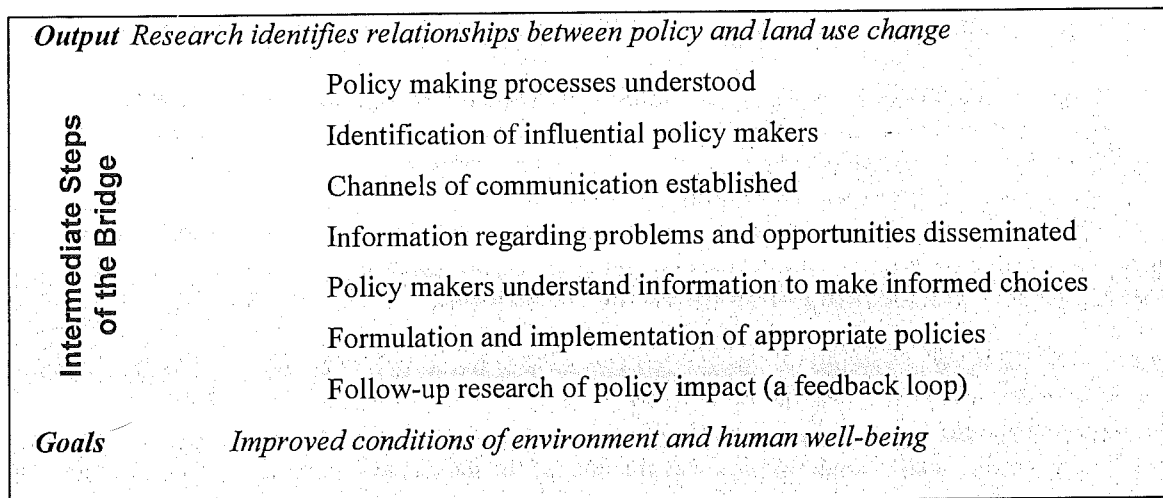 Output Research identifies relationships between policy and land use change
Intermediate Steps
of the Bridge
Policy making processes understood
Identification of influential policy makers
Channels of communication established
Information regarding problems and opportunities disseminated
Policy makers understand information to make informed choices
Formulation and implementation of appropriate policies
Follow-up research of policy impact (a feedback loop)
Goals Improved conditions of environment and human well-being